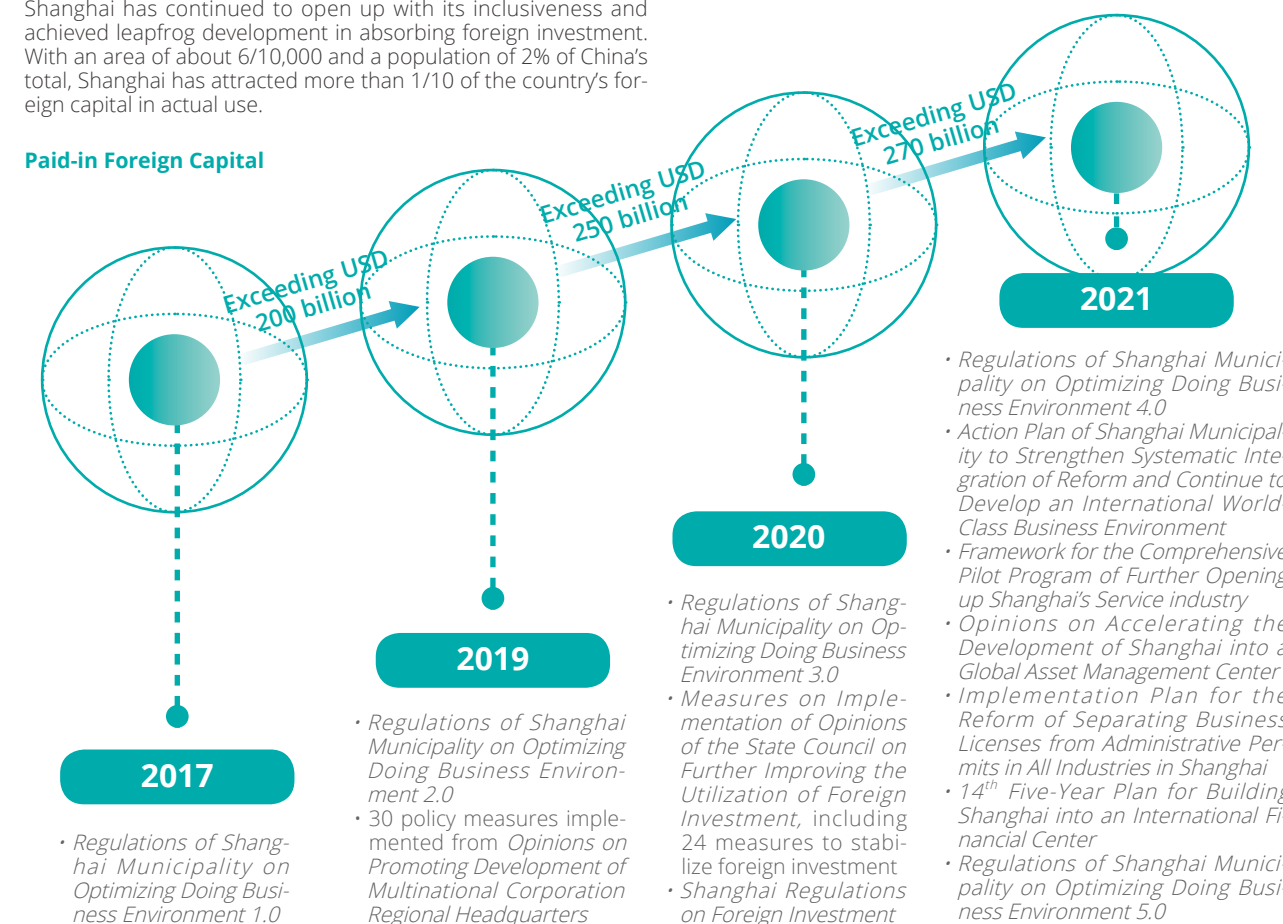 Shanghai has continued to open up with its inclusiveness and
achieved leapfrog development in absorbing foreign investment.
With an area of about 6/10,000 and a population of 2% of China's
total, Shanghai has attracted more than 1/10 of the country's for-
eign capital in actual use.
Paid-in Foreign Capital
Exceeding USD
200 billion
Exceeding USD
250 billion
Exceeding USD
270 billion
2017
• Regulations of Shang-
hai Municipality on
Optimizing Doing Busi-
ness Environment 1.0
2019
• Regulations of Shanghai
Municipality on Optimizing
Doing Business Environ-
ment 2.0
• 30 policy measures imple-
mented from Opinions on
Promoting Development of
Multinational Corporation
Regional Headquarters
2020
• Regulations of Shang-
hai Municipality on Op-
timizing Doing Business
Environment 3.0
• Measures on Imple-
mentation of Opinions
of the State Council on
Further Improving the
Utilization of Foreign
Investment, including
24 measures to stabi-
lize foreign investment
• Shanghai Regulations
on Foreign Investment
2021
• Regulations of Shanghai Munici-
pality on Optimizing Doing Busi-
ness Environment 4.0
• Action Plan of Shanghai Municipal-
ity to Strengthen Systematic Inte-
gration of Reform and Continue to
Develop an International World-
Class Business Environment
• Framework for the Comprehensive
Pilot Program of Further Opening
up Shanghai's Service industry
• Opinions on Accelerating the
Development of Shanghai into a
Global Asset Management Center
• Implementation Plan for the
Reform of Separating Business
Licenses from Administrative Per-
mits in All Industries in Shanghai
• 14th Five-Year Plan for Building
Shanghai into an International Fi-
nancial Center
• Regulations of Shanghai Munici-
pality on Optimizing Doing Busi-
ness Environment 5.0